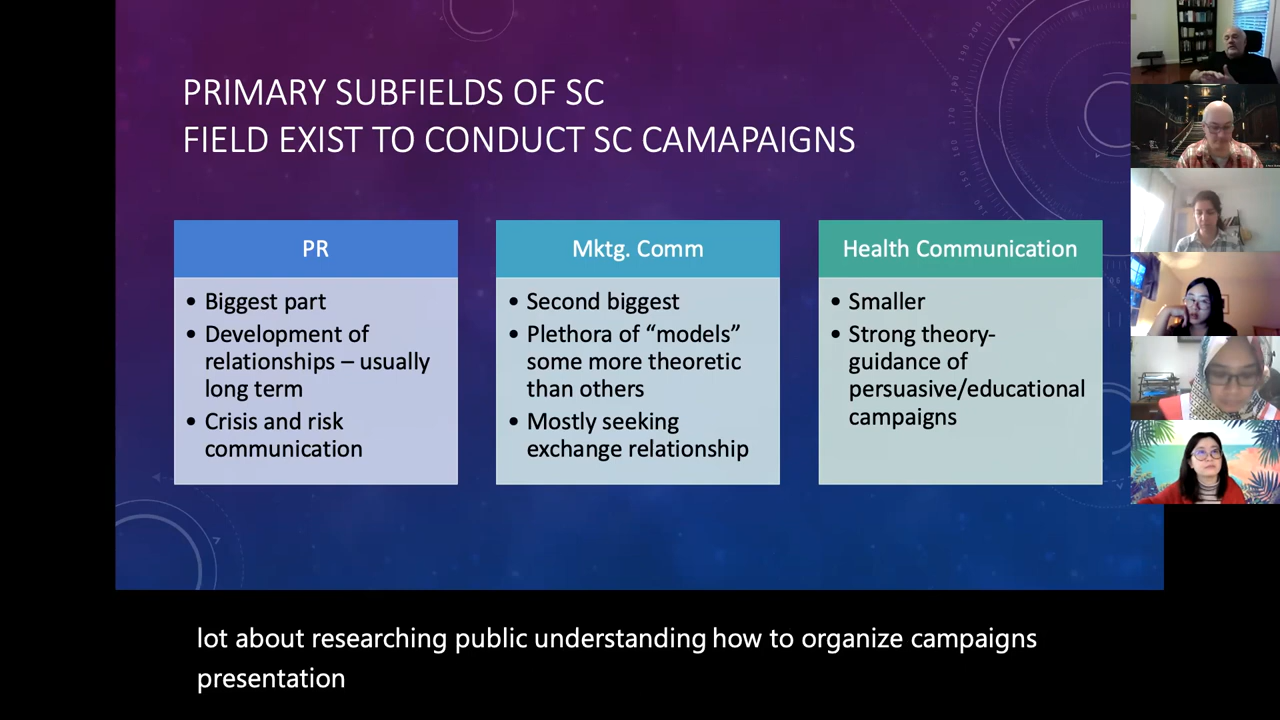 PRIMARY SUBFIELDS OF SC
FIELD EXIST TO CONDUCT SC CAMAPAIGNS
PR
• Biggest part
• Development of
relationships – usually
long term
• Crisis and risk
communication
Mktg. Comm
• Second biggest
• Plethora of “models”
some more theoretic
than others
• Mostly seeking
exchange relationship
Health Communication
• Smaller
• Strong theory-
guidance of
persuasive/educational
campaigns
lot about researching public understanding how to organize campaigns
presentation